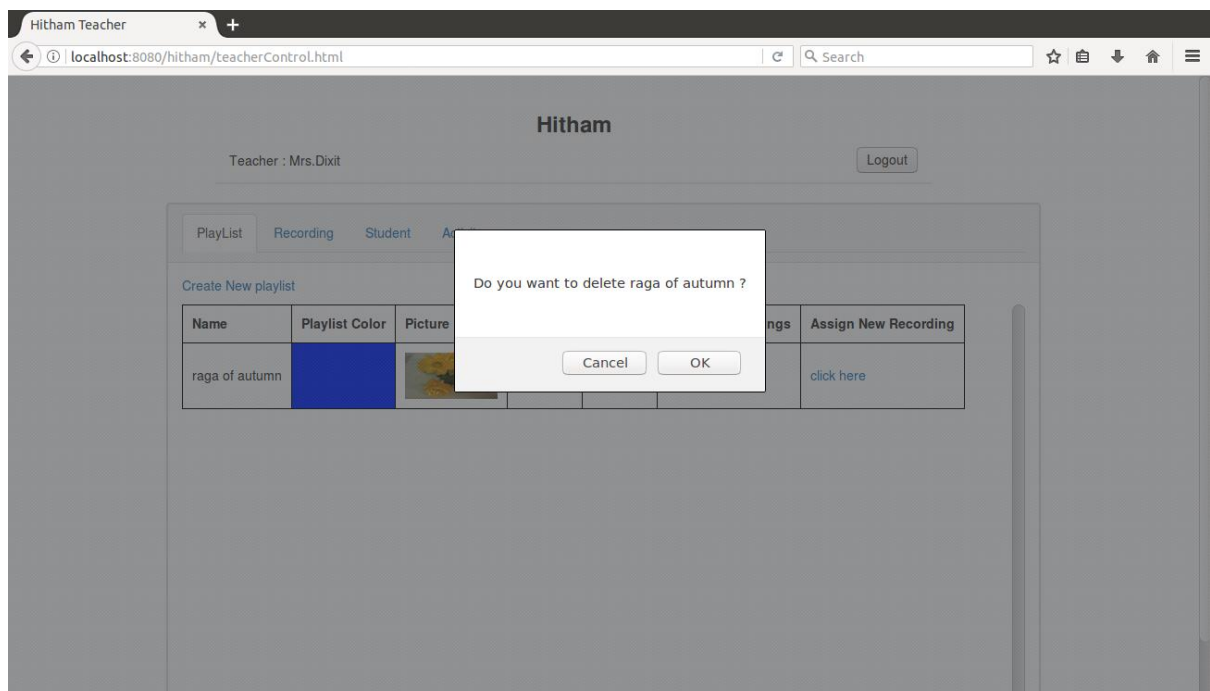 Hitham Teacher
localhost:8080/hitham/teacherControl.html
Search
Hitham
Teacher : Mrs.Dixit
Logout
PlayList Recording Student
Create New playlist
Do you want to delete raga of autumn ?
Cancel OK
Name Playlist Color Picture Assign New Recording
raga of autumn click here